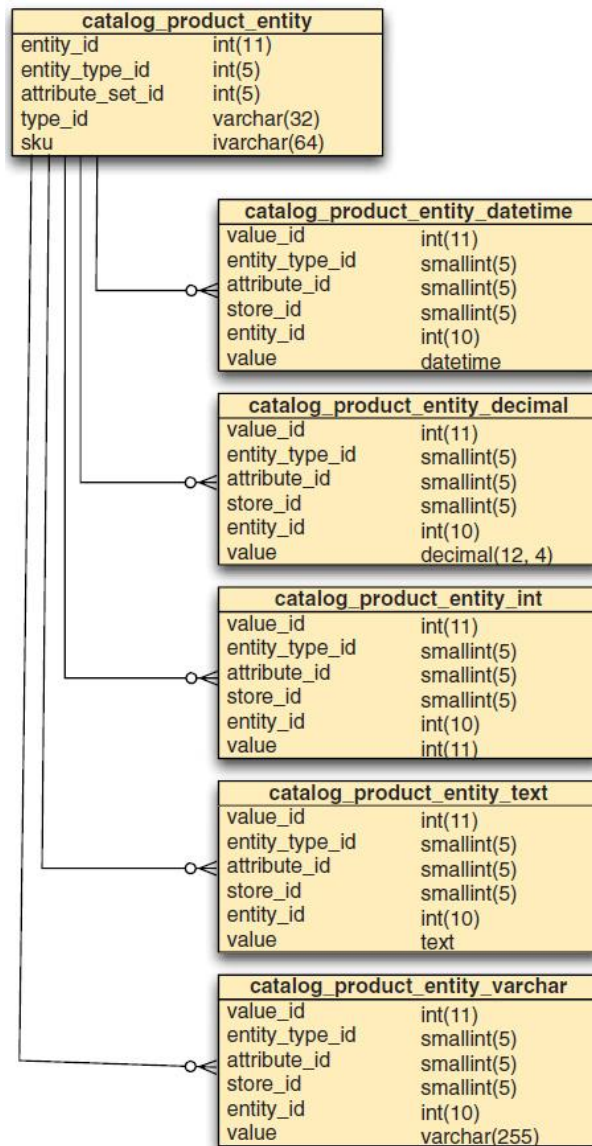 catalog_product_entity
entity_id int(11)
entity_type_id int(5)
attribute_set_id int(5)
type_id varchar(32)
sku ivarchar(64)
catalog_product_entity_datetime
value_id int(11)
entity_type_id smallint(5)
attribute_id smallint(5)
store_id smallint(5)
entity_id int(10)
value datetime
catalog_product_entity_decimal
value_id int(11)
entity_type_id smallint(5)
attribute_id smallint(5)
store_id smallint(5)
entity_id int(10)
value decimal(12, 4)
catalog_product_entity_int
value_id int(11)
entity_type_id smallint(5)
attribute_id smallint(5)
store_id smallint(5)
entity_id int(10)
value int(11)
catalog_product_entity_text
value_id int(11)
entity_type_id smallint(5)
attribute_id smallint(5)
store_id smallint(5)
entity_id int(10)
value text
catalog_product_entity_varchar
value_id int(11)
entity_type_id smallint(5)
attribute_id smallint(5)
store_id smallint(5)
entity_id int(10)
value varchar(255)